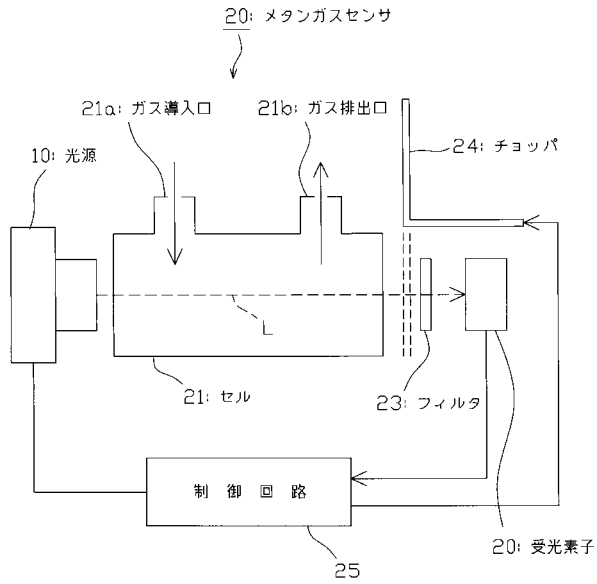 20: メタンガスセンサ
21a: ガス導入口
21b: ガス排出口
24: チョッパ
10: 光源
L
21: セル
23: フィルタ
制御回路
20: 受光素子
25